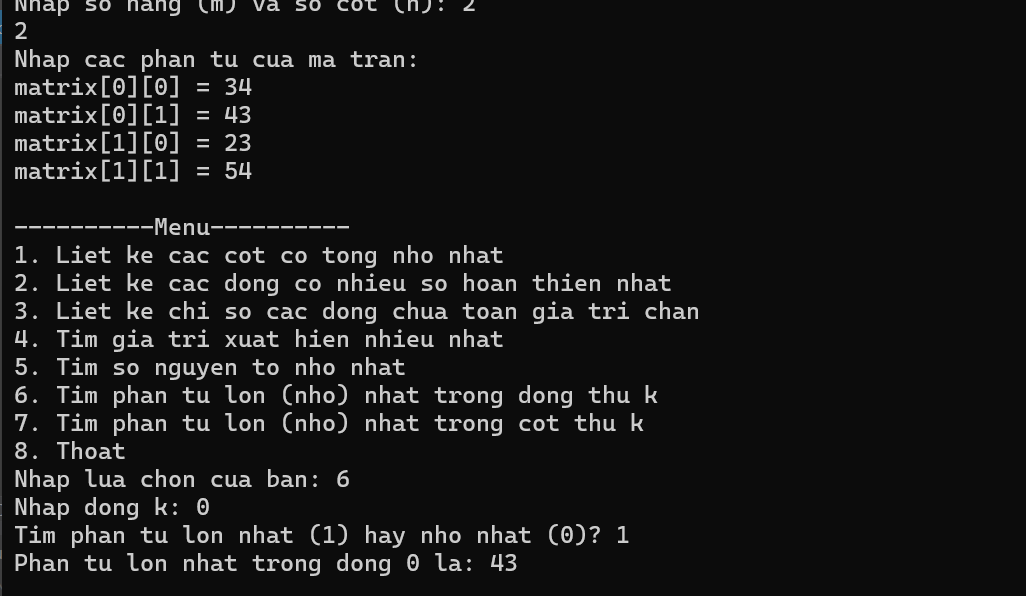 Nhap so hang (m) va so cot (n): 2
2
Nhap cac phan tu cua ma tran:
matrix[0][0] = 34
matrix[0][1] = 43
matrix[1][0] = 23
matrix[1][1] = 54
----------Menu----------
1. Liet ke cac cot co tong nho nhat
2. Liet ke cac dong co nhieu so hoan thien nhat
3. Liet ke chi so cac dong chua toan gia tri chan
4. Tim gia tri xuat hien nhieu nhat
5. Tim so nguyen to nho nhat
6. Tim phan tu lon (nho) nhat trong dong thu k
7. Tim phan tu lon (nho) nhat trong cot thu k
8. Thoat
Nhap lua chon cua ban: 6
Nhap dong k: 0
Tim phan tu lon nhat (1) hay nho nhat (0)? 1
Phan tu lon nhat trong dong 0 la: 43